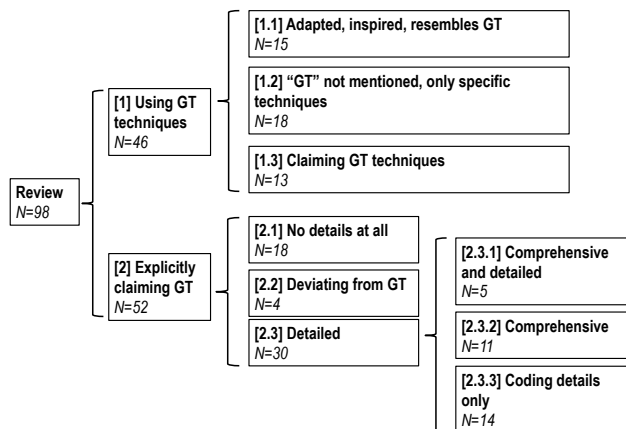 [1.1] Adapted, inspired, resembles GT
N=15
[1.2] “GT” not mentioned, only specific
techniques
N=18
[1.3] Claiming GT techniques
N=13
[1] Using GT
techniques
N=46
Review
N=98
[2] Explicitly
claiming GT
N=52
[2.1] No details at all
N=18
[2.2] Deviating from GT
N=4
[2.3] Detailed
N=30
[2.3.1] Comprehensive
and detailed
N=5
[2.3.2] Comprehensive
N=11
[2.3.3] Coding details
only
N=14